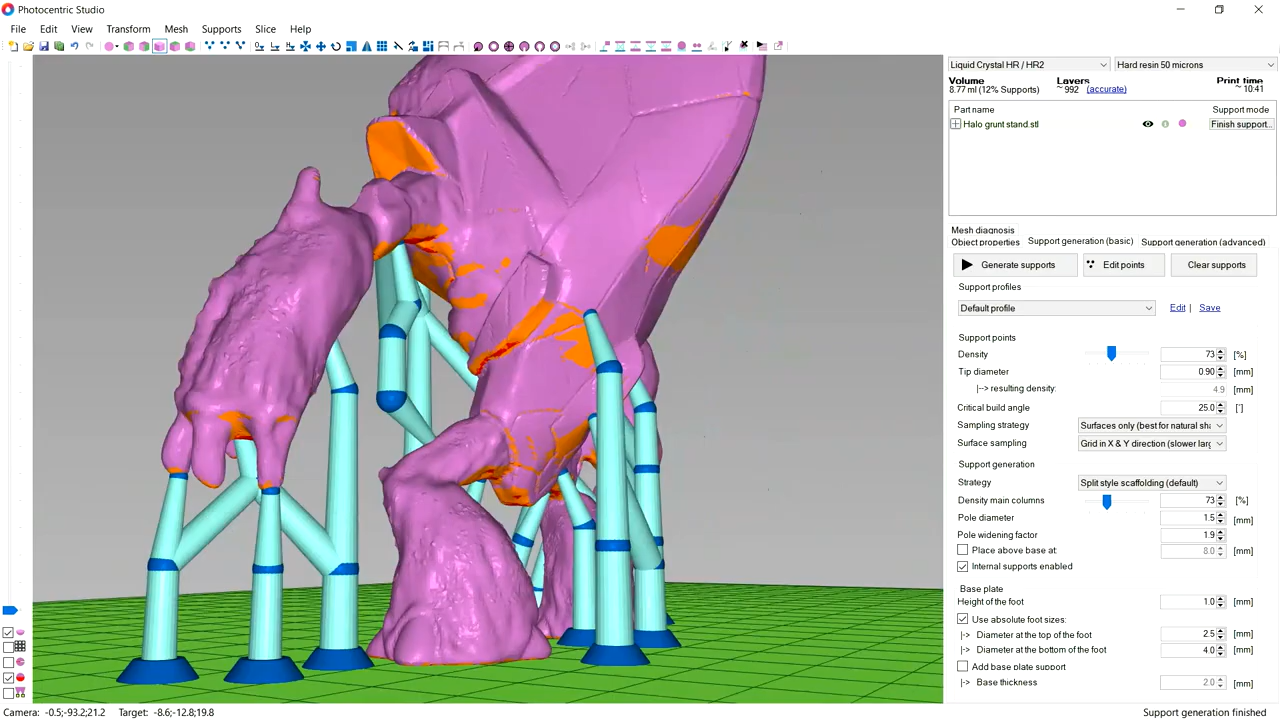 Photocentric Studio
File Edit View Transform Mesh Supports Slice Help
Liquid Crystal HR / HR2 Hard resin 50 microns
Volume Layers Print time
8.77 ml (12% Supports) ~ 992 (accurate) ~ 10:41
Part name Support mode
Halo grunt stand.stl Finish support..
Mesh diagnosis
Object properties Support generation (basic) Support generation (advanced)
Generate supports Edit points Clear supports
Support profiles
Default profile Edit | Save
Support points
Density 73 [%]
Tip diameter 0.90 [mm]
|--> resulting density: 4.9 [mm]
Critical build angle 25.0 [°]
Sampling strategy Surfaces only (best for natural sha
Surface sampling Grid in X & Y direction (slower larg
Support generation
Strategy Split style scaffolding (default)
Density main columns 73 [%]
Pole diameter 1.5 [mm]
Pole widening factor 1.9
Place above base at: 8.0 [mm]
Internal supports enabled
Base plate
Height of the foot 1.0 [mm]
Use absolute foot sizes:
|-> Diameter at the top of the foot 2.5 [mm]
|-> Diameter at the bottom of the foot 4.0 [mm]
Add base plate support
|-> Base thickness 2.0 [mm]
Camera: -0.5;-93.2;21.2 Target: -8.6;-12.8;19.8 Support generation finished